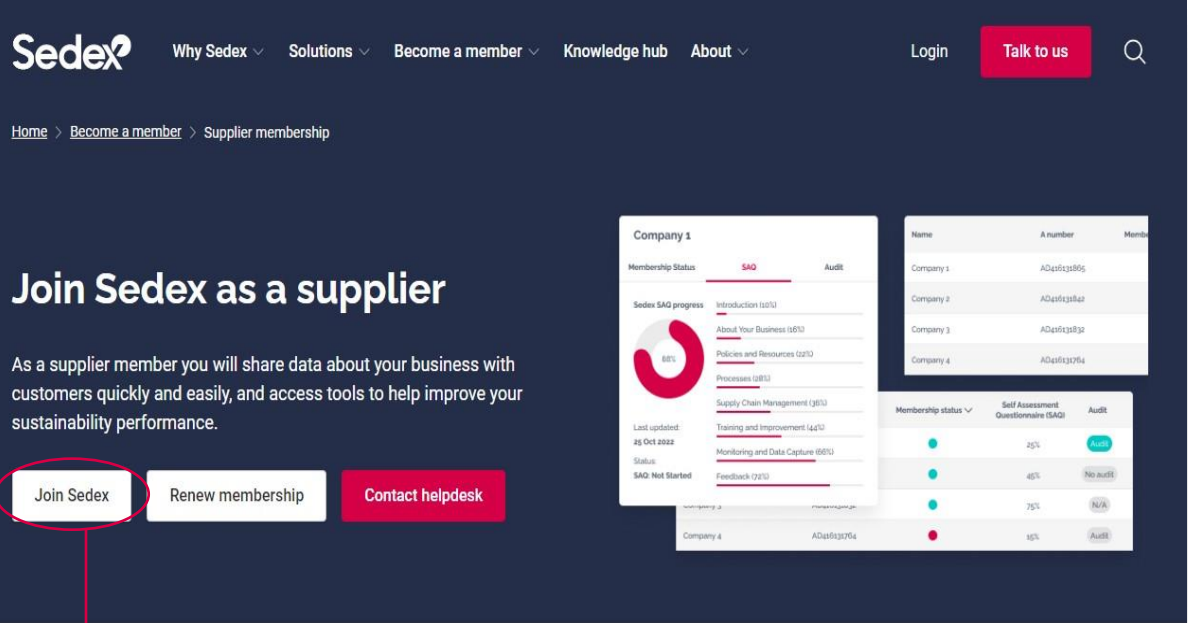 Sedex
Why Sedex
Solutions
Become a member
Knowledge hub
About
Login
Talk to us
Home > Become a member > Supplier membership
Join Sedex as a supplier
As a supplier member you will share data about your business with
customers quickly and easily, and access tools to help improve your
sustainability performance.
Join Sedex
Renew membership
Contact helpdesk
Company 1
Membership Status
SAQ
Audit
Sedex SAQ progress
88%
Last updated:
25 Oct 2022
Status:
SAQ: Not Started
Introduction (10%)
About Your Business (16%)
Policies and Resources (22%)
Processes (28%)
Supply Chain Management (36%)
Training and Improvement (44%)
Monitoring and Data Capture (66%)
Feedback (72%)
Name A number
Company 1 AD416131865
Company 2 AD416131842
Company 3 AD416131832
Company 4 AD416131764
Membership status
Self Assessment
Questionnaire (SAQ)
Audit
25% Audit
45% No audit
75% N/A
Company 4 AD416131764 15% Audit